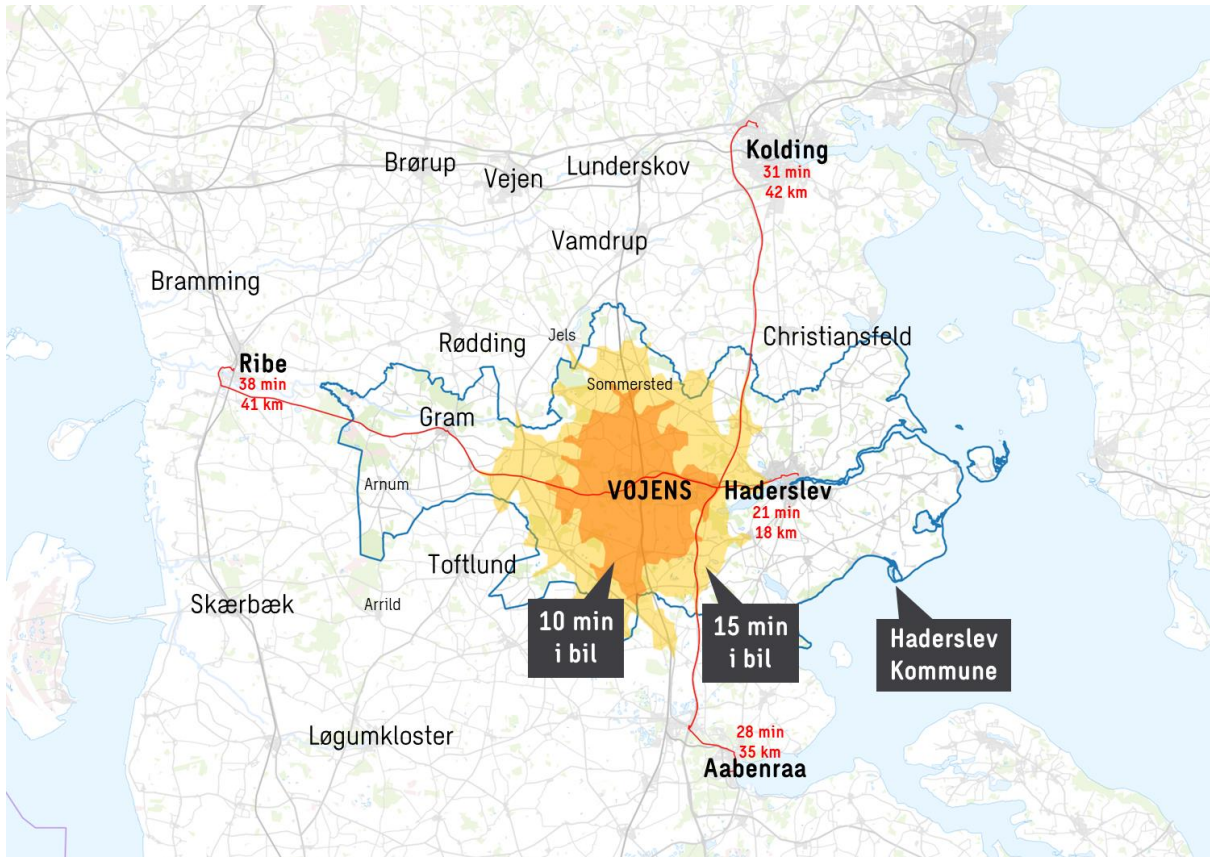 Kolding
31 min
42 km
Brørup
Vejen
Lunderskov
Vamdrup
Bramming
Jels
Rødding
Christiansfeld
Ribe
38 min
41 km
Sommersted
Gram
Arnum
VOJENS
Haderslev
21 min
18 km
Toftlund
Skærbæk
Arrild
10 min
i bil
15 min
i bil
Haderslev
Kommune
Løgumkloster
28 min
35 km
Aabenraa